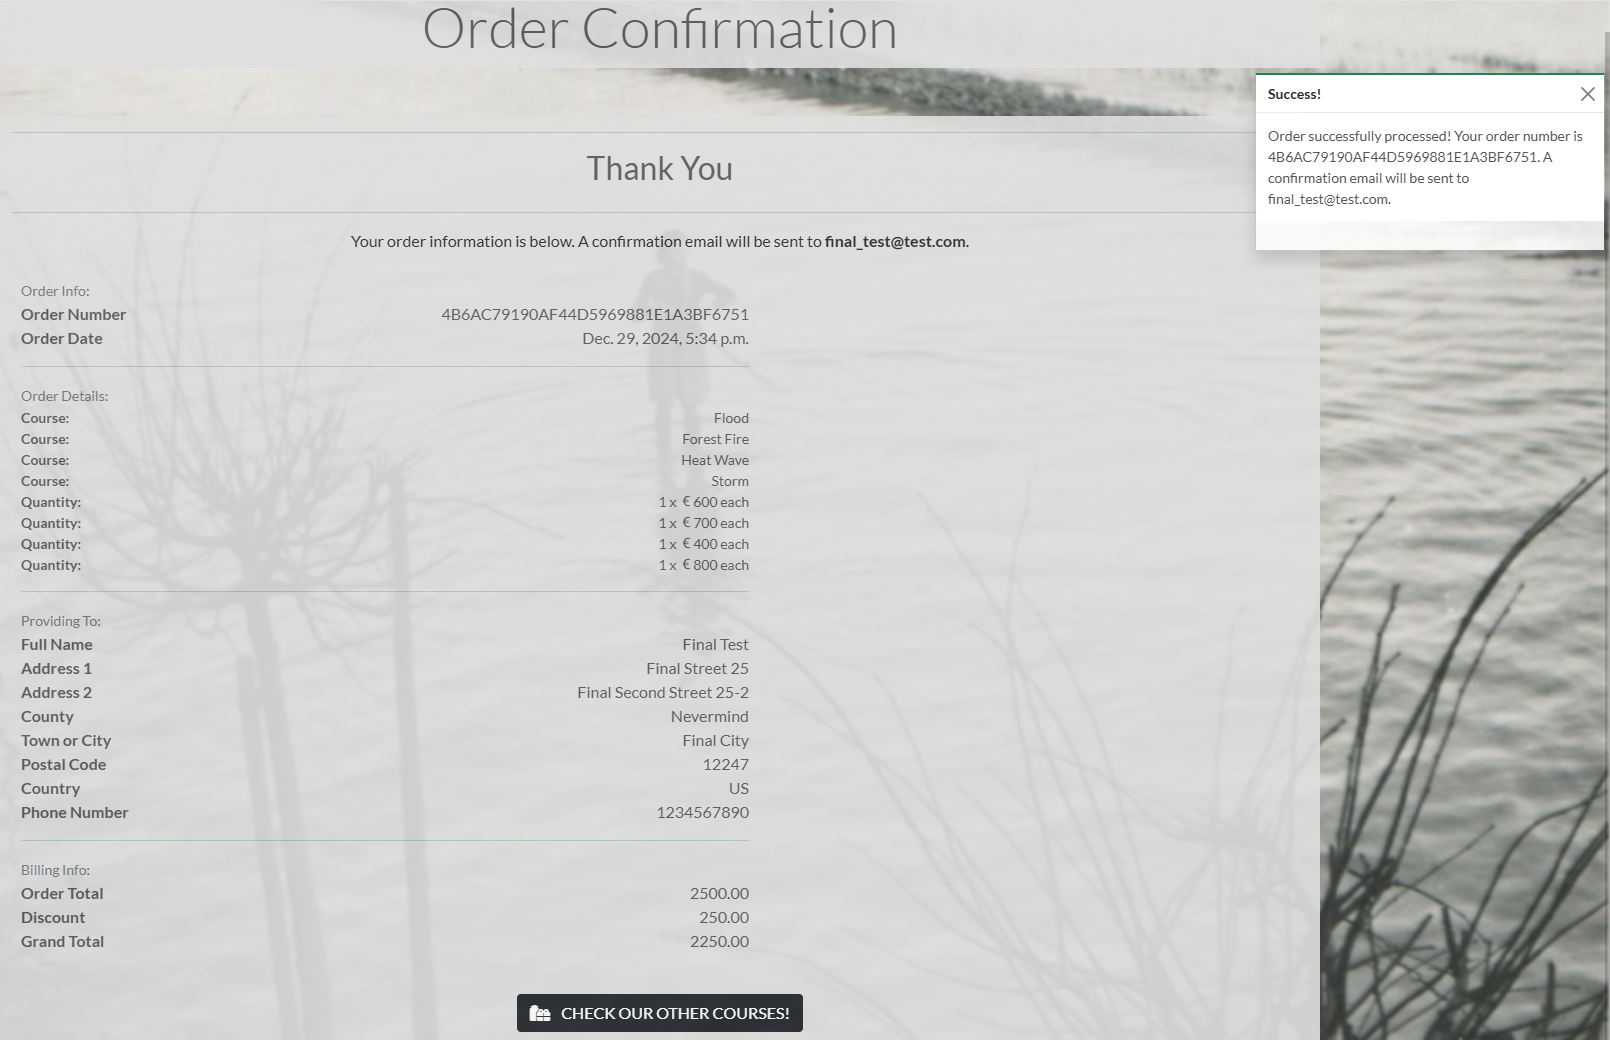 Order Confirmation
Success!
Order successfully processed! Your order number is
4B6AC79190AF44D5969881E1A3BF6751. A
confirmation email will be sent to
final_test@test.com.
Thank You
Your order information is below. A confirmation email will be sent to final_test@test.com.
Order Info:
Order Number 4B6AC79190AF44D5969881E1A3BF6751
Order Date Dec. 29, 2024, 5:34 p.m.
Order Details:
Course: Flood
Course: Forest Fire
Course: Heat Wave
Course: Storm
Quantity: 1 x € 600 each
Quantity: 1 x € 700 each
Quantity: 1 x € 400 each
Quantity: 1 x € 800 each
Providing To:
Full Name Final Test
Address 1 Final Street 25
Address 2 Final Second Street 25-2
County Nevermind
Town or City Final City
Postal Code 12247
Country US
Phone Number 1234567890
Billing Info:
Order Total 2500.00
Discount 250.00
Grand Total 2250.00
CHECK OUR OTHER COURSES!